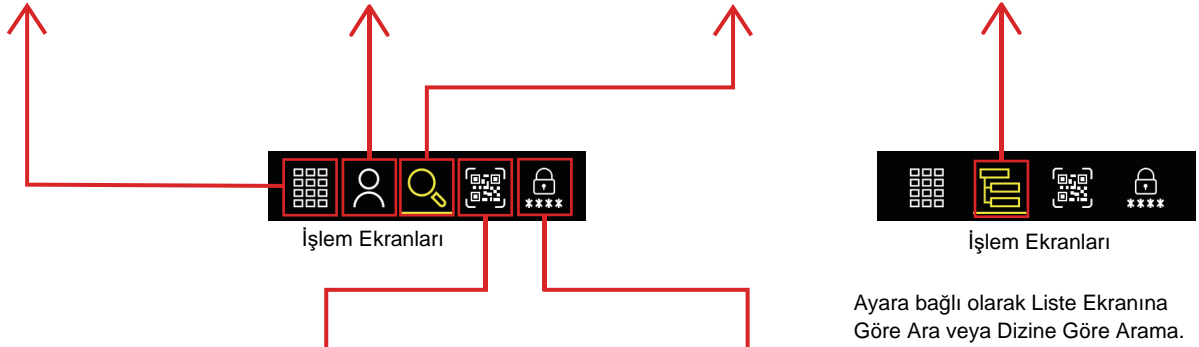 ****
****
İşlem Ekranları
İşlem Ekranları
Ayara bağlı olarak Liste Ekranına
Göre Ara veya Dizine Göre Arama.